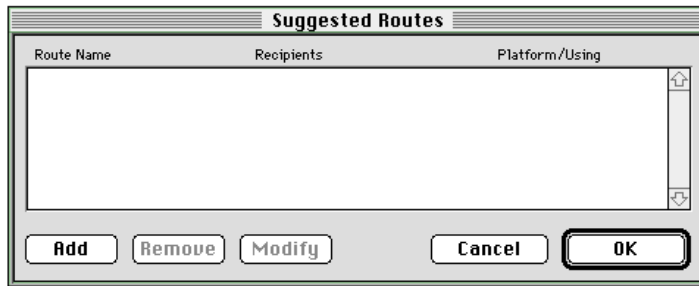 Suggested Routes
Route Name Recipients Platform/Using
Add Remove Modify Cancel OK